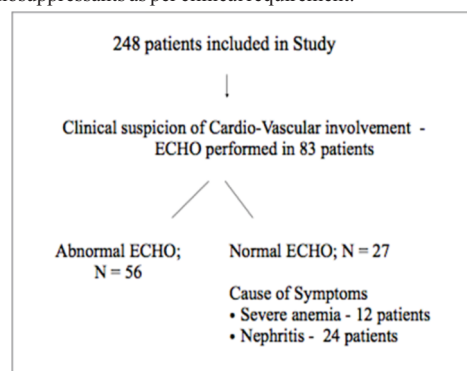 248 patients included in Study
Clinical suspicion of Cardio-Vascular involvement -
ECHO performed in 83 patients
Abnormal ECHO;
N = 56
Normal ECHO; N = 27
Cause of Symptoms
• Severe anemia - 12 patients
• Nephritis - 24 patients